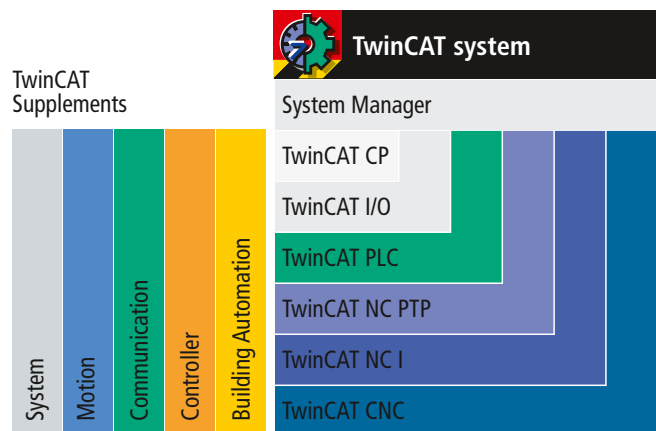 TwinCAT system
TwinCAT
Supplements
System Manager
TwinCAT CP
TwinCAT I/O
TwinCAT PLC
TwinCAT NC PTP
TwinCAT NC I
TwinCAT CNC
System
Motion
Communication
Controller
Building Automation